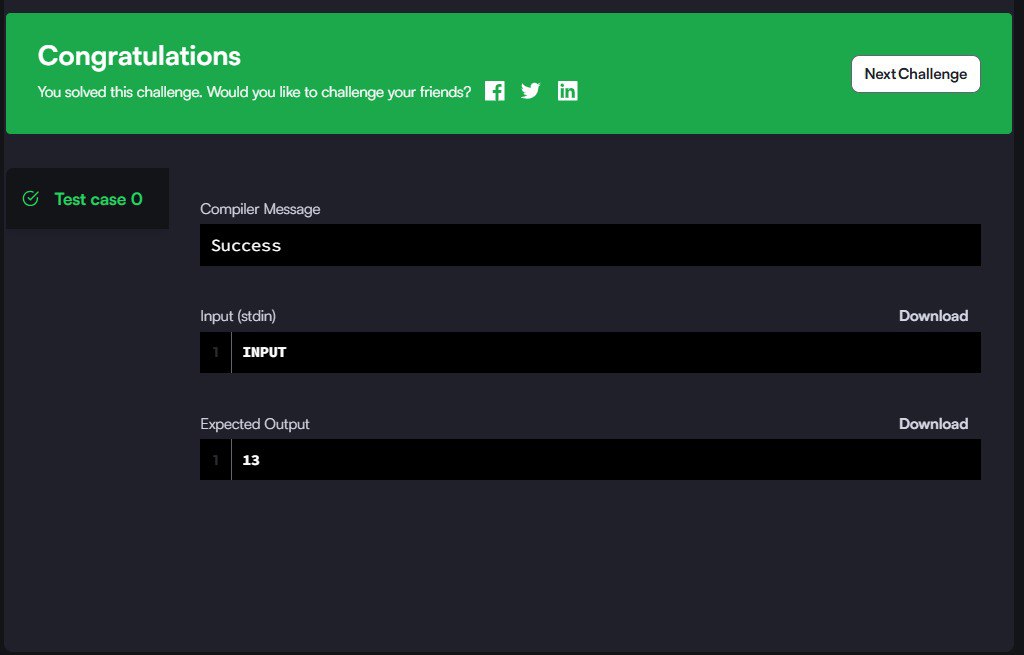 Congratulations
You solved this challenge. Would you like to challenge your friends?
Next Challenge
Test case 0
Compiler Message
Success
Input (stdin)
Download
1 INPUT
Expected Output
Download
1 13